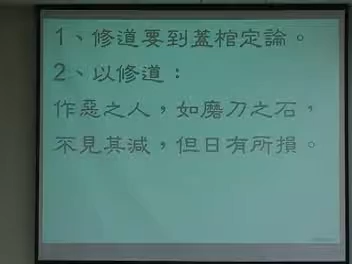 1、修道要到蓋棺定論。
2、以修道：
作惡之人，如磨刀之石，
不見其減，但日有所損。